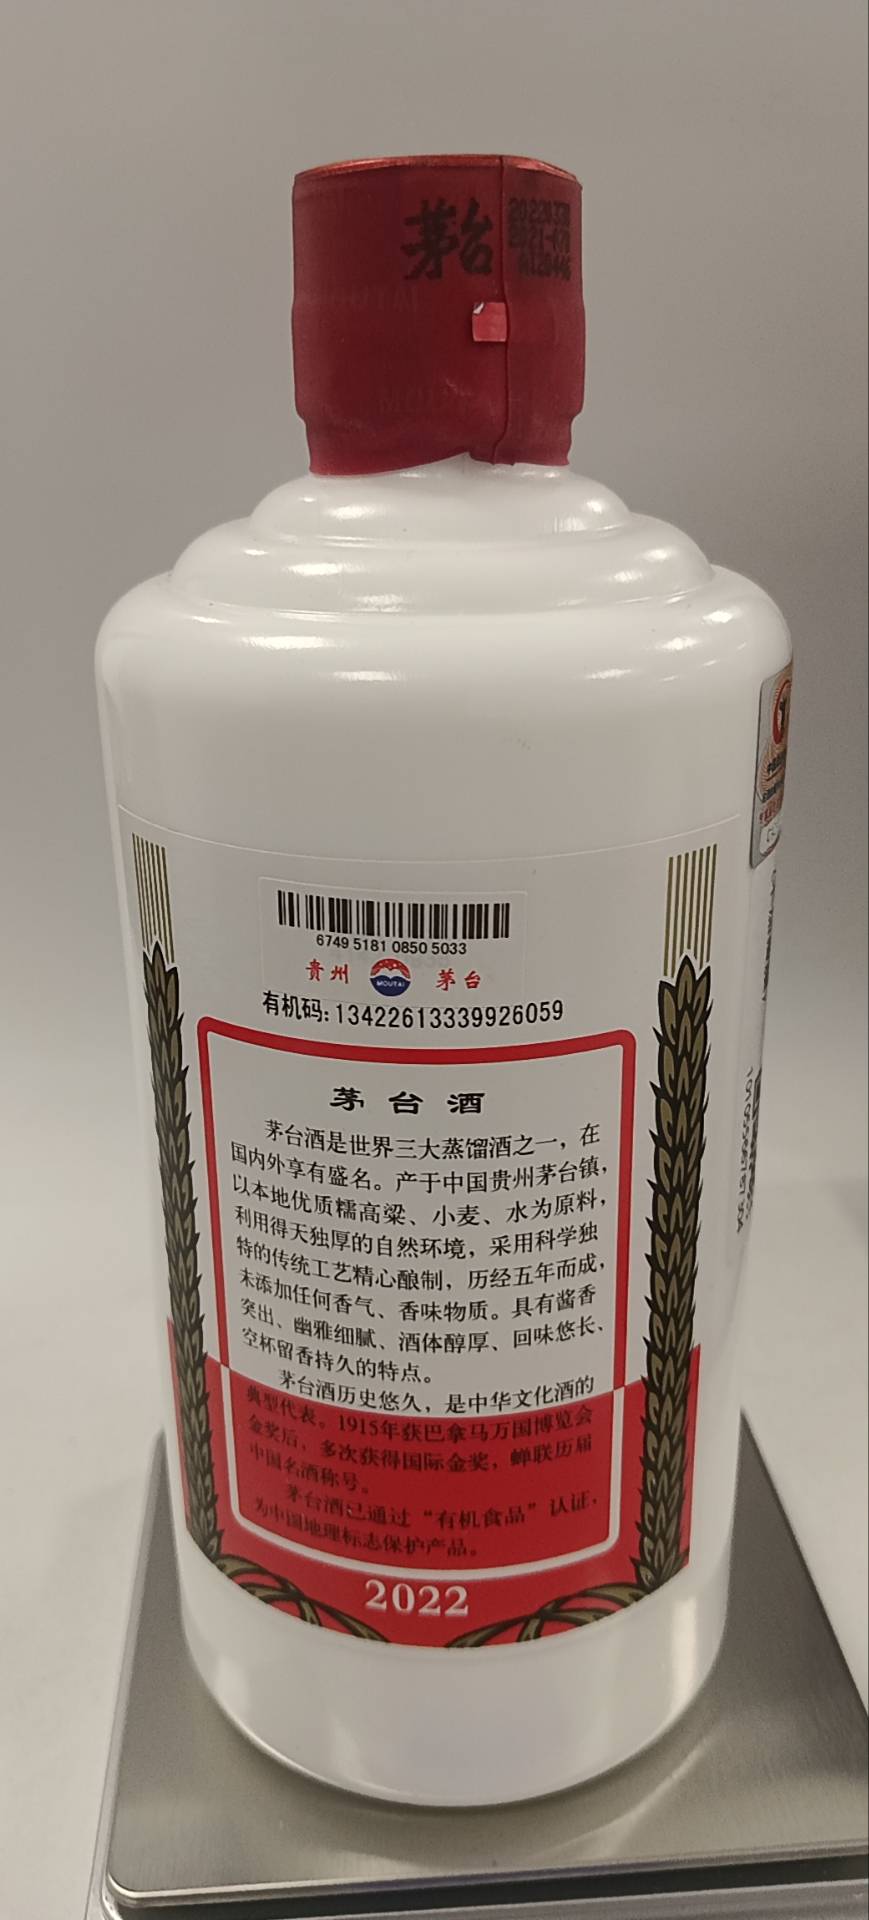 茅台
6749 5181 0850 5033
贵州
MOUTAI
茅台
有机码:13422613339926059
茅台酒
茅台酒是世界三大蒸馏酒之一，在
国内外享有盛名。产于中国贵州茅台镇，
以本地优质糯高粱、小麦、水为原料，
利用得天独厚的自然环境，采用科学独
特的传统工艺精心酿制，历经五年而成，
未添加任何香气、香味物质。具有酱香
突出、幽雅细腻、酒体醇厚、回味悠长、
空杯留香持久的特点。
茅台酒历史悠久，是中华文化酒的
典型代表。1915年获巴拿马万国博览会
金奖后，多次获得国际金奖，蝉联历届
中国名酒称号。
茅台酒已通过“有机食品”认证，
为中国地理标志保护产品。
2022